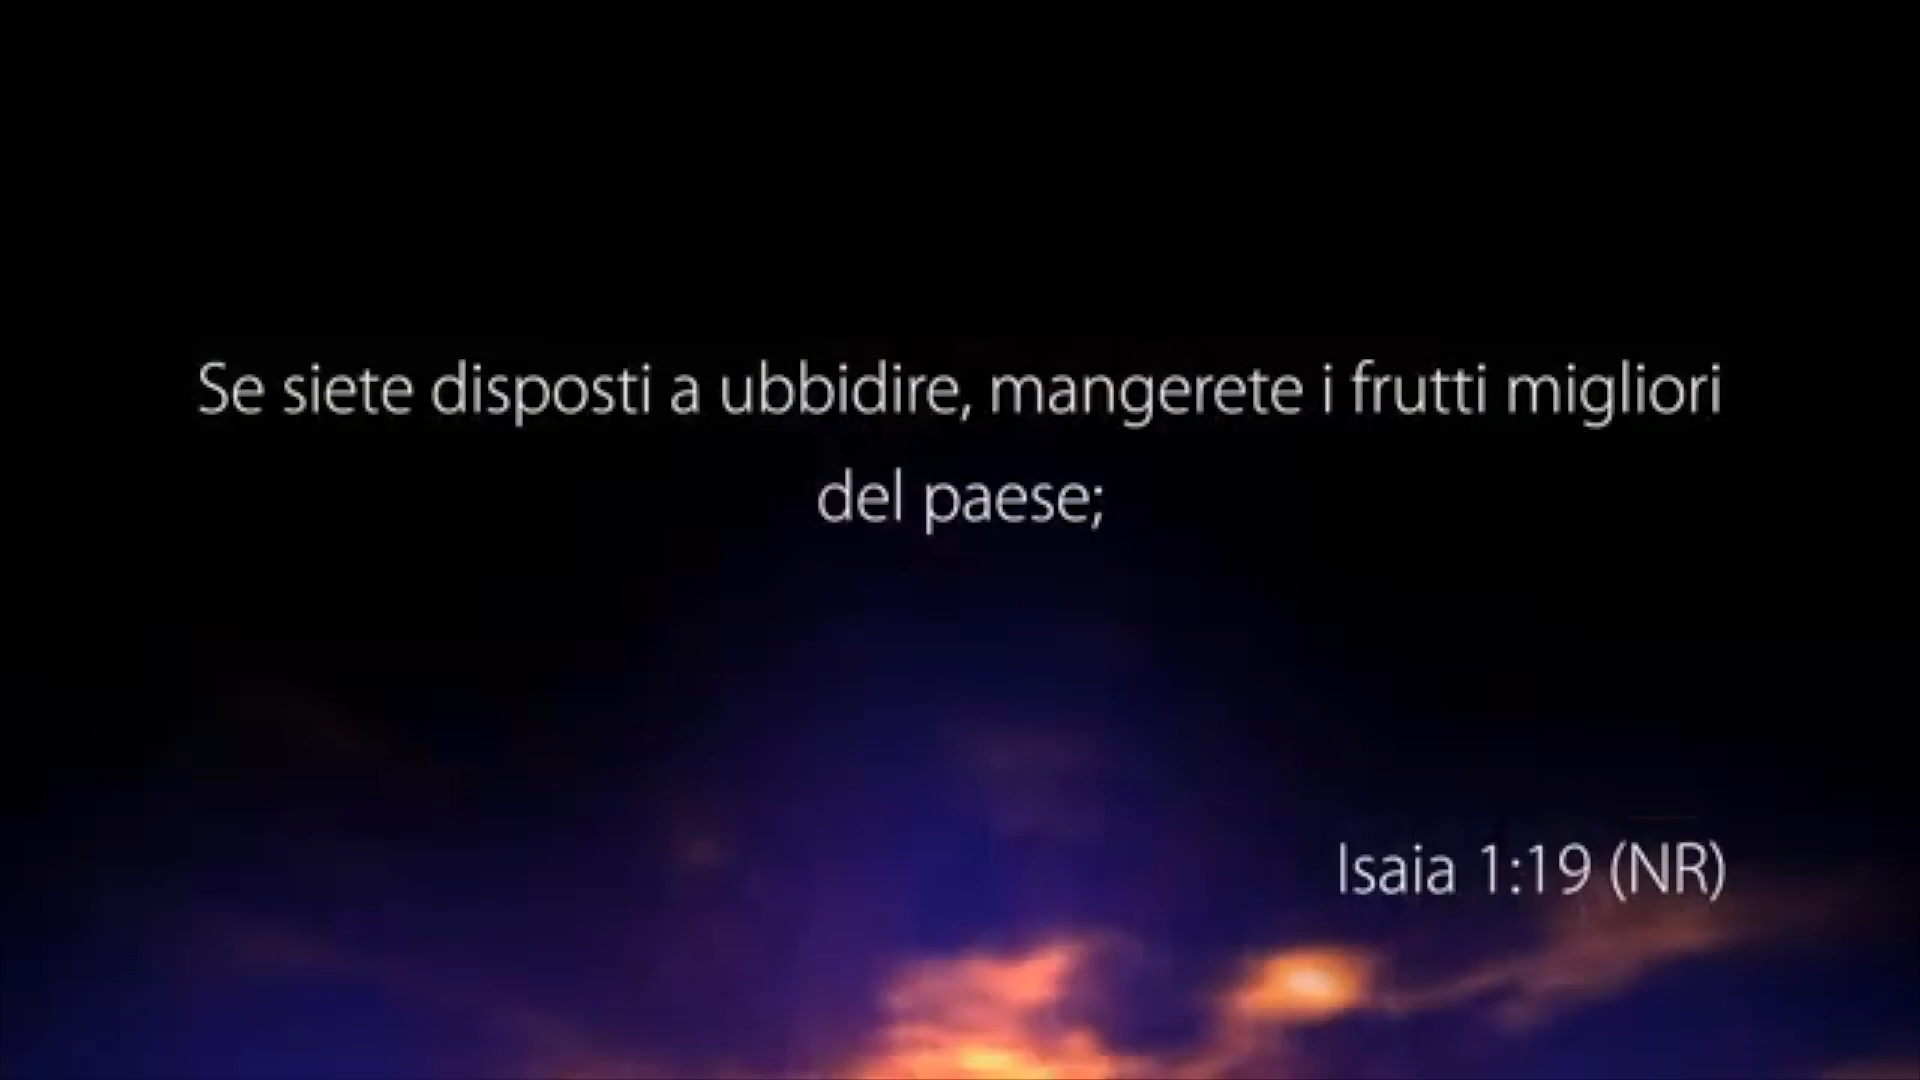 Se siete disposti a ubbidire, mangerete i frutti migliori
del paese;
Isaia 1:19 (NR)